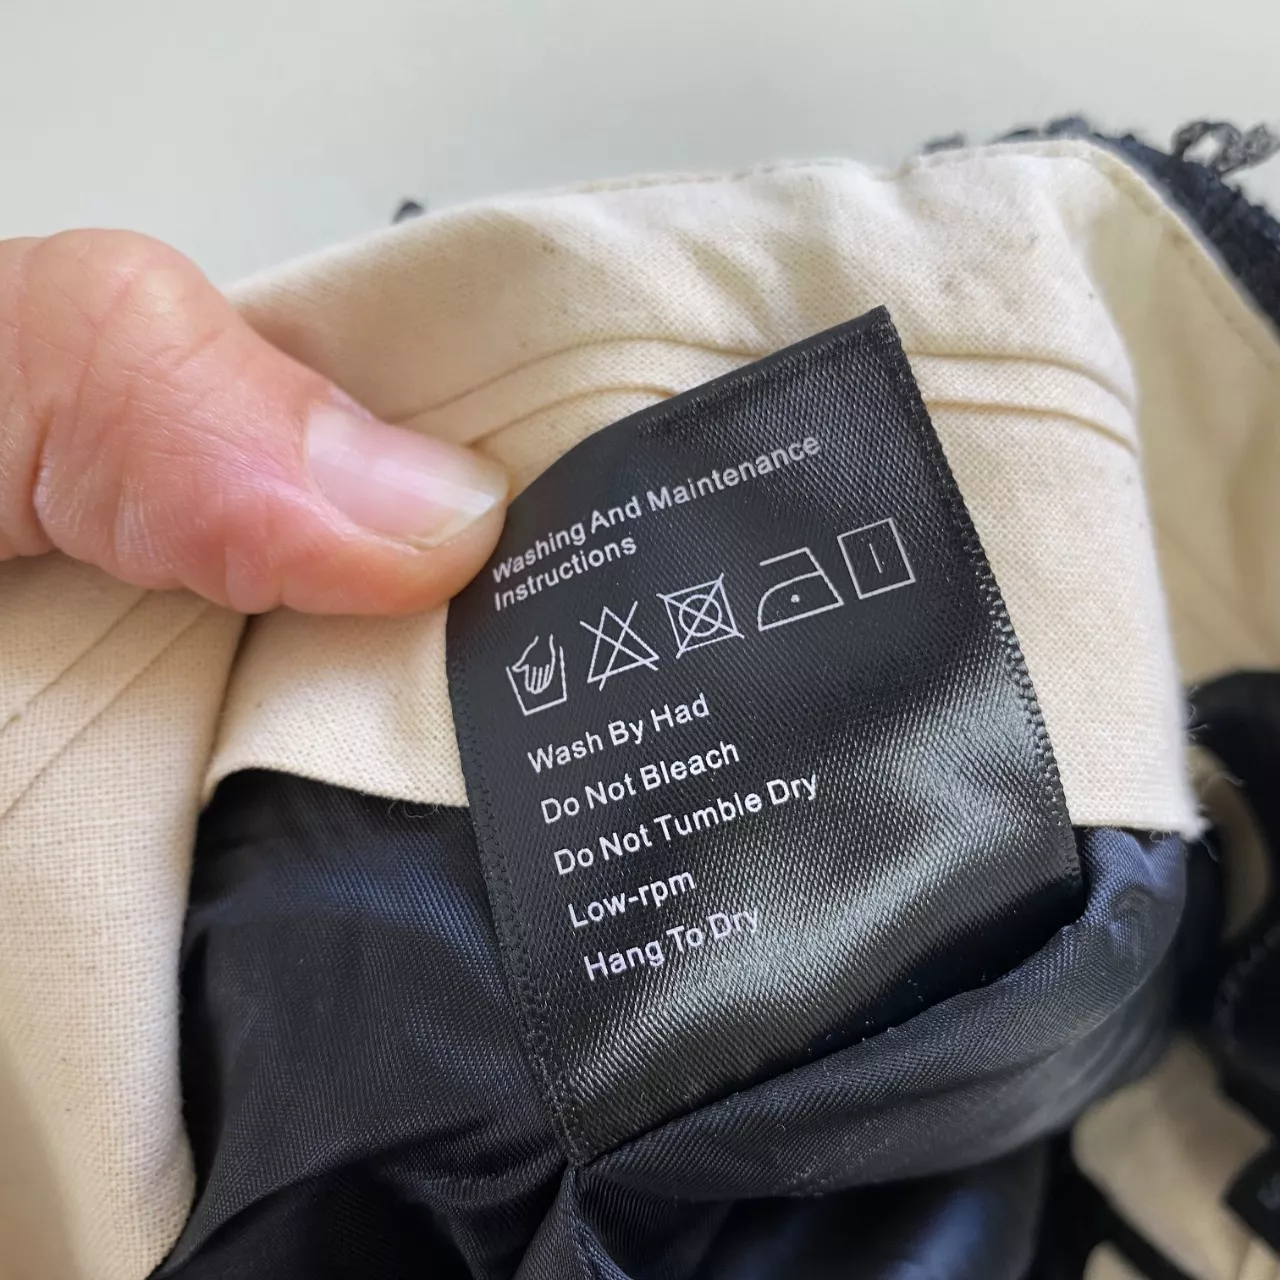 Washing And Maintenance
Instructions
Wash By Had
Do Not Bleach
Do Not Tumble Dry
Low-rpm
Hang To Dry